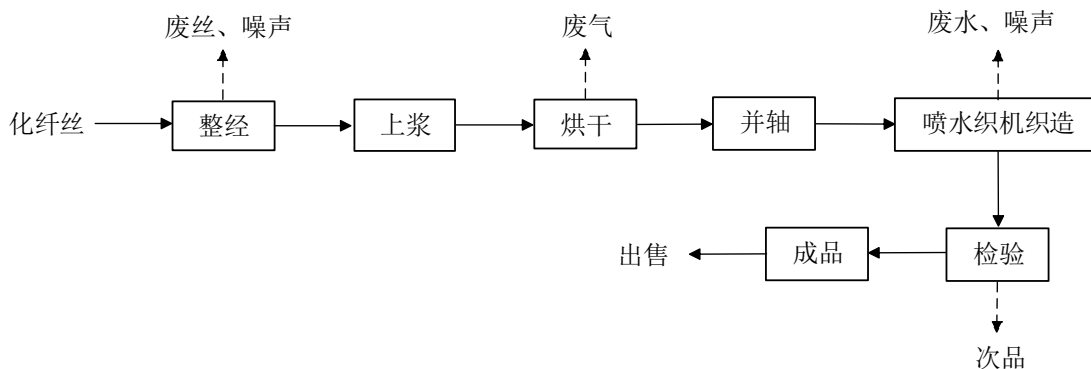 废丝、噪声
废气
废水、噪声
化纤丝
整经
上浆
烘干
并轴
喷水织机织造
出售
成品
检验
次品